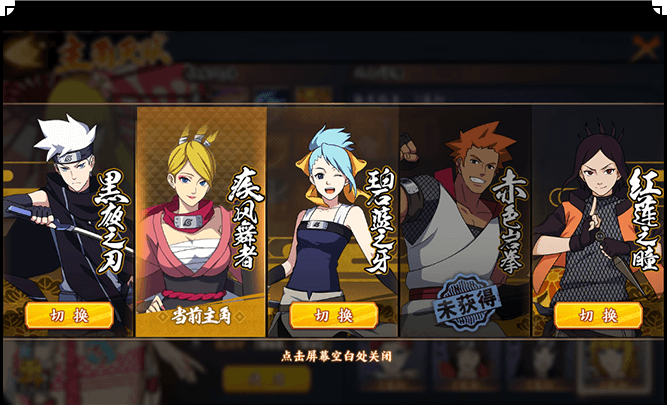 黑夜之刃
疾风舞者
碧蓝之牙
赤色岩拳
红莲之瞳
切换
当前主角
切换
未获得
切换
点击屏幕空白处关闭